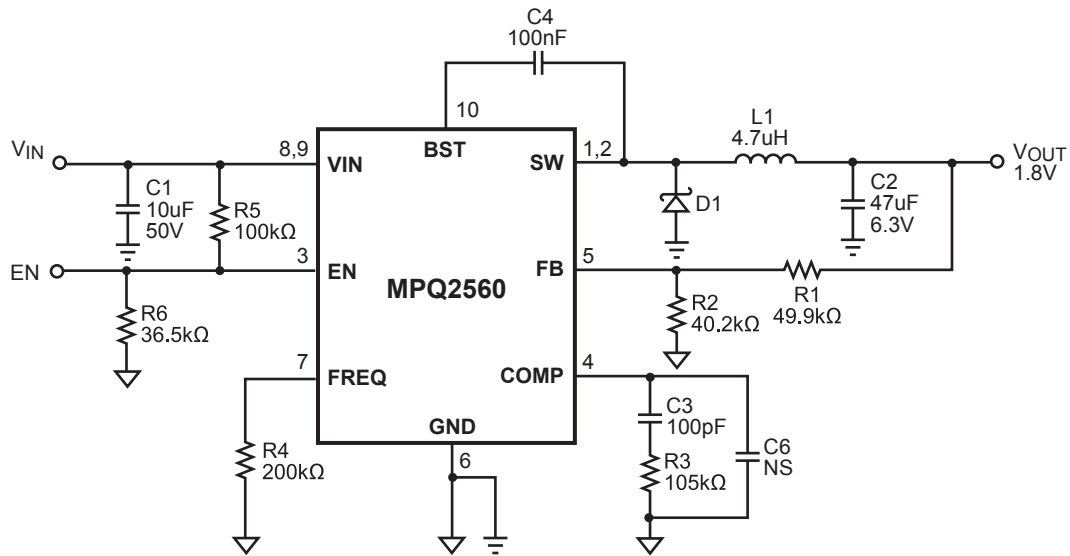 C4
100nF
10
L1
4.7uH
VIN
8,9
VIN
BST
SW
1,2
VOUT
1.8V
C1
10uF
50V
R5
100kΩ
D1
C2
47uF
6.3V
EN
3
EN
MPQ2560
FB
5
R1
49.9kΩ
R6
36.5kΩ
R2
40.2kΩ
7
FREQ
COMP
4
GND
6
R4
200kΩ
C3
100pF
R3
105kΩ
C6
NS